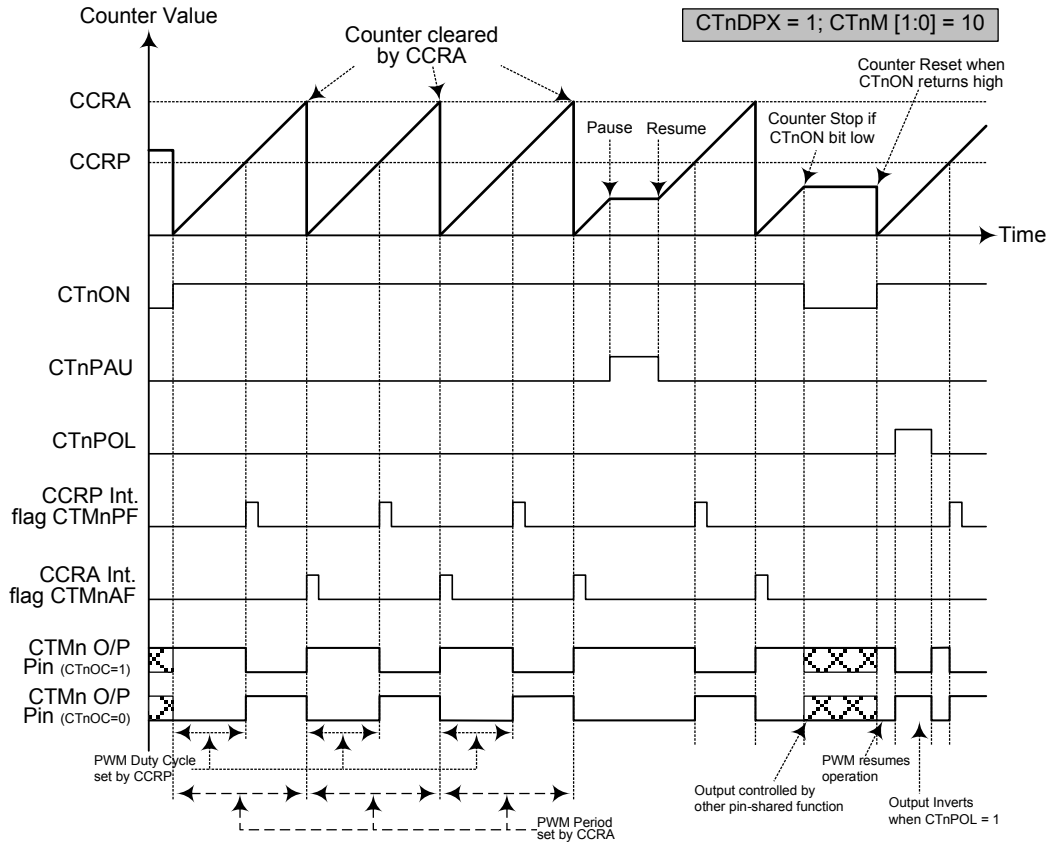 Counter Value
CTnDPX = 1; CTnM [1:0] = 10
Counter cleared
by CCRA
Counter Reset when
CTnON returns high
CCRA
Counter Stop if
CTnON bit low
Pause
Resume
CCRP
Time
CTnON
CTnPAU
CTnPOL
CCRP Int.
flag CTMnPF
CCRA Int.
flag CTMnAF
CTMn O/P
Pin (CTnOC=1)
CTMn O/P
Pin (CTnOC=0)
PWM Duty Cycle
set by CCRP
PWM resumes
operation
Output controlled by
other pin-shared function
Output Inverts
when CTnPOL = 1
PWM Period
set by CCRA